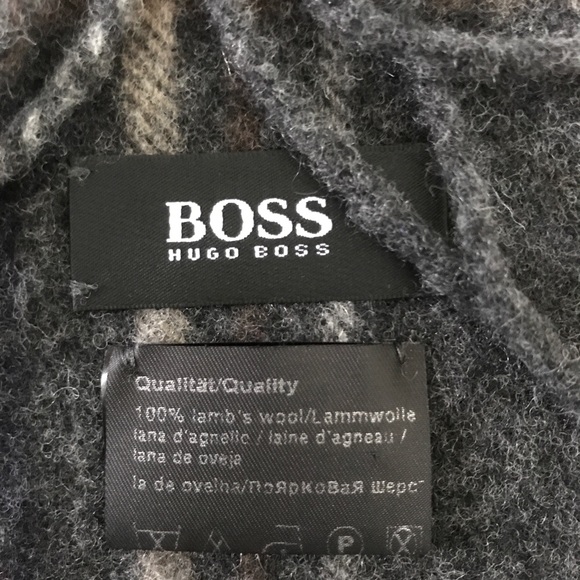 BOSS
HUGO BOSS
Qualität/Quality
100% lamb's wool/Lammwolle
lana d'agnello / laine d'agneau /
lana de oveja
la de ovelha/ПоЯрКоВаЯ Шерс
P